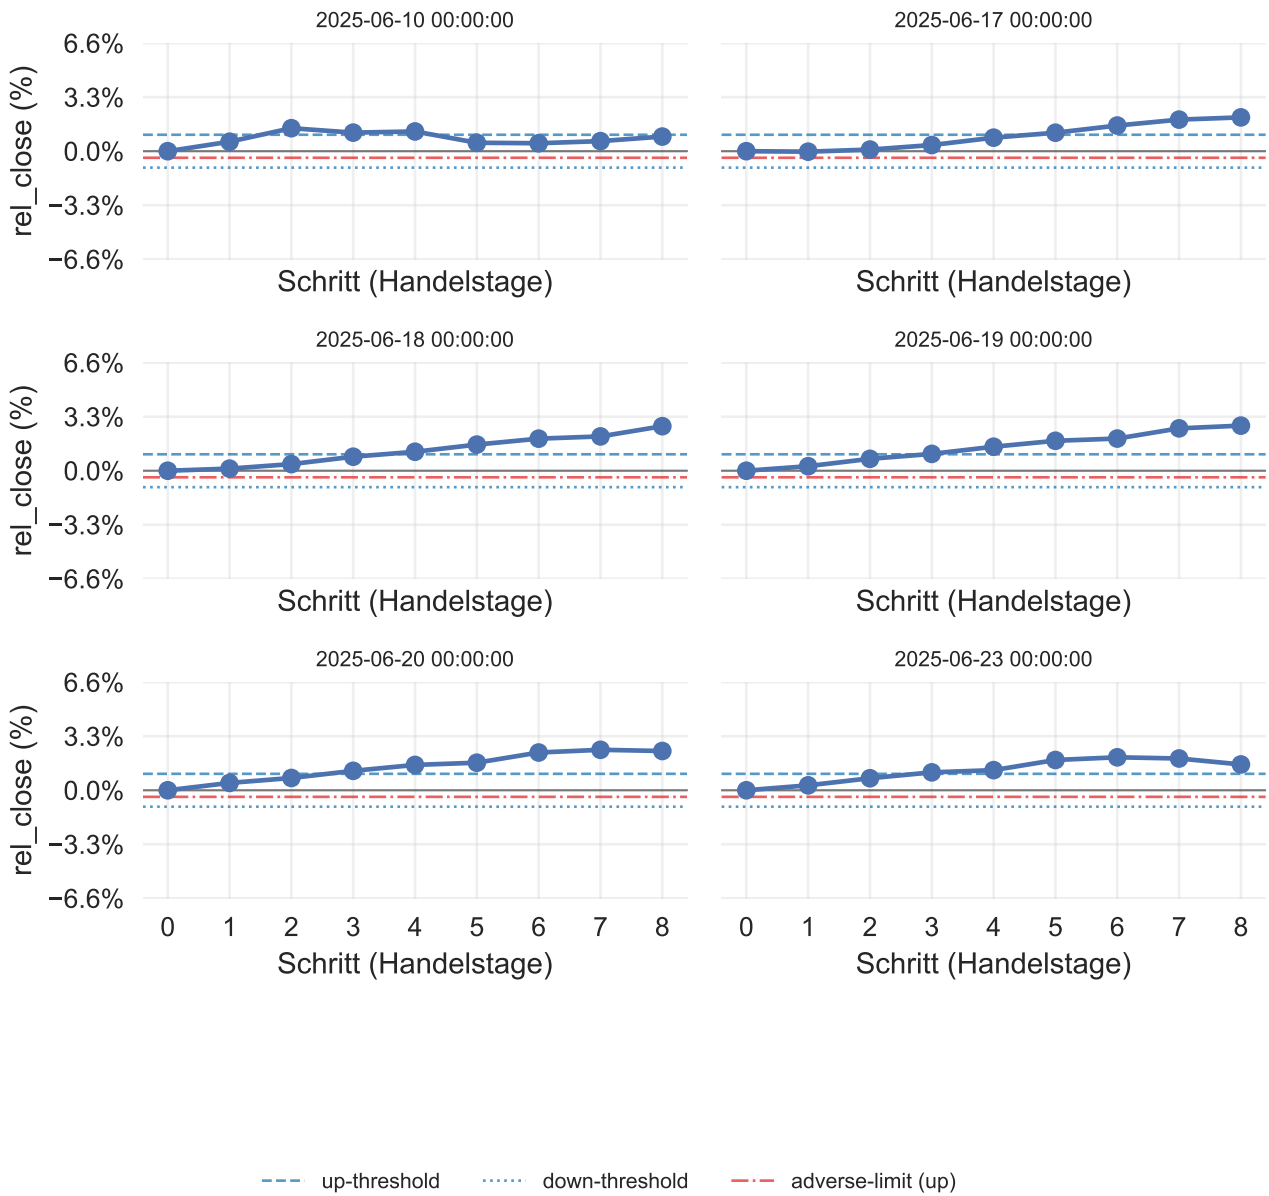 2025-06-10 00:00:00
2025-06-17 00:00:00
rel_close (%)
6.6%
3.3%
0.0%
−3.3%
−6.6%
Schritt (Handelstage)
Schritt (Handelstage)
2025-06-18 00:00:00
2025-06-19 00:00:00
rel_close (%)
6.6%
3.3%
0.0%
−3.3%
−6.6%
Schritt (Handelstage)
Schritt (Handelstage)
2025-06-20 00:00:00
2025-06-23 00:00:00
rel_close (%)
6.6%
3.3%
0.0%
−3.3%
−6.6%
0 1 2 3 4 5 6 7 8
0 1 2 3 4 5 6 7 8
Schritt (Handelstage)
Schritt (Handelstage)
up-threshold
down-threshold
adverse-limit (up)